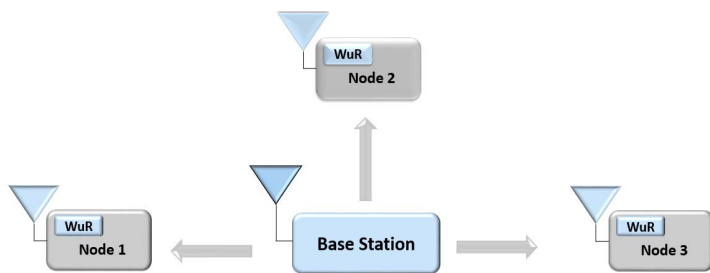 WuR
Node 2
WuR
Node 1
Base Station
WuR
Node 3